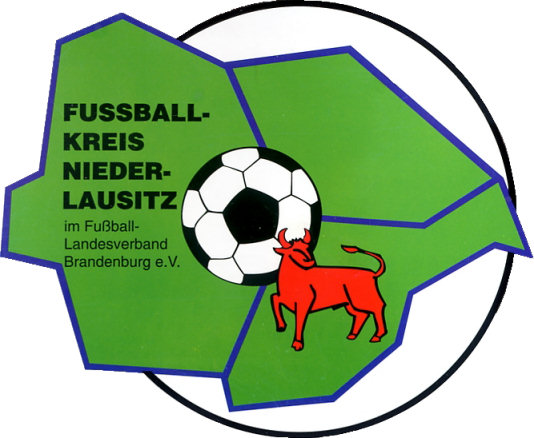 FUSSBALL-
KREIS
NIEDER-
LAUSITZ
im Fußball-
Landesverband
Brandenburg e.V.